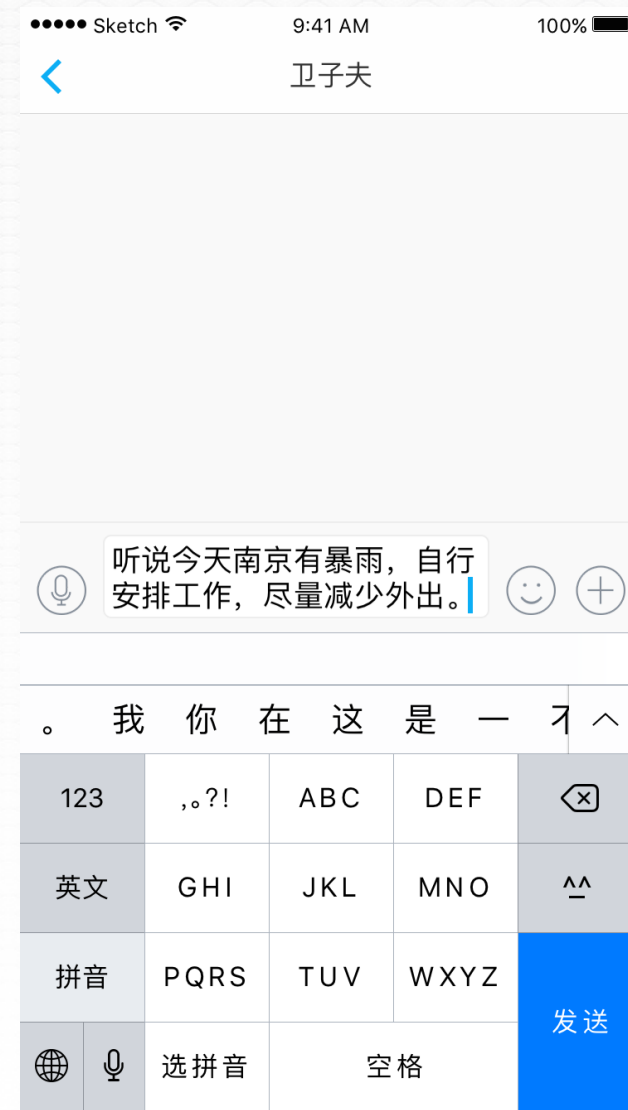 ●●●●● Sketch 9:41 AM 100%
卫子夫
听说今天南京有暴雨，自行
安排工作，尽量减少外出。
。 我 你 在 这 是 一
123 ,。?! ABC DEF
英文 GHI JKL MNO ^^
拼音 PQRS TUV WXYZ
发送
选拼音 空格